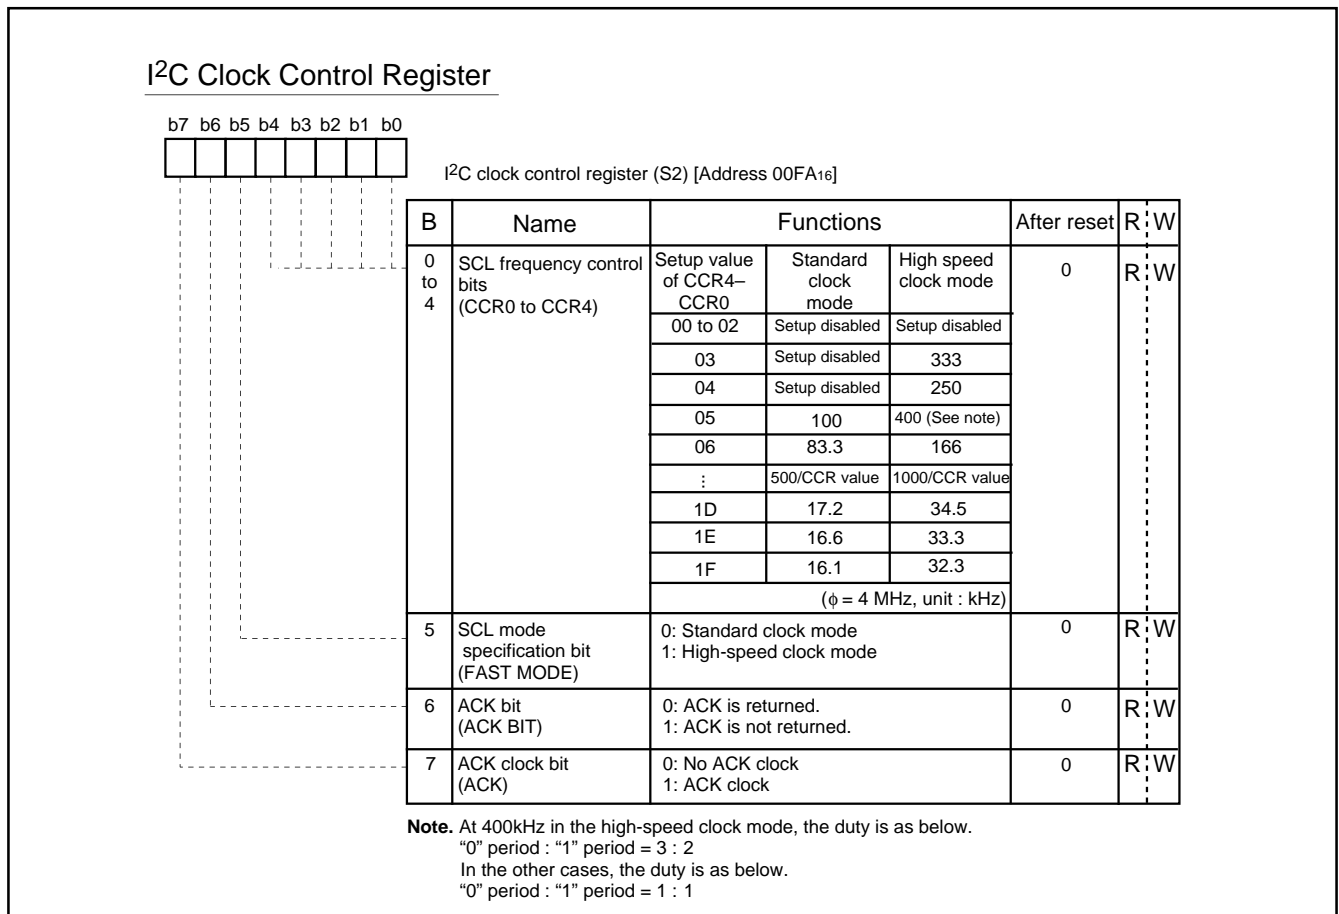 I2C Clock Control Register
b7 b6 b5 b4 b3 b2 b1 b0
I2C clock control register (S2) [Address 00FA16]
B Name Functions After reset R W
0 to 4
SCL frequency control bits (CCR0 to CCR4)
Setup value of CCR4–CCR0
Standard clock mode
High speed clock mode
0 R W
00 to 02 Setup disabled Setup disabled
03 Setup disabled 333
04 Setup disabled 250
05 100 400 (See note)
06 83.3 166
⋮ 500/CCR value 1000/CCR value
1D 17.2 34.5
1E 16.6 33.3
1F 16.1 32.3
(ϕ = 4 MHz, unit : kHz)
5 SCL mode 0: Standard clock mode 0 R W
specification bit 1: High-speed clock mode
(FAST MODE)
6 ACK bit 0: ACK is returned. 0 R W
(ACK BIT) 1: ACK is not returned.
7 ACK clock bit 0: No ACK clock 0 R W
(ACK) 1: ACK clock
Note. At 400kHz in the high-speed clock mode, the duty is as below.
“0” period : “1” period = 3 : 2
In the other cases, the duty is as below.
“0” period : “1” period = 1 : 1